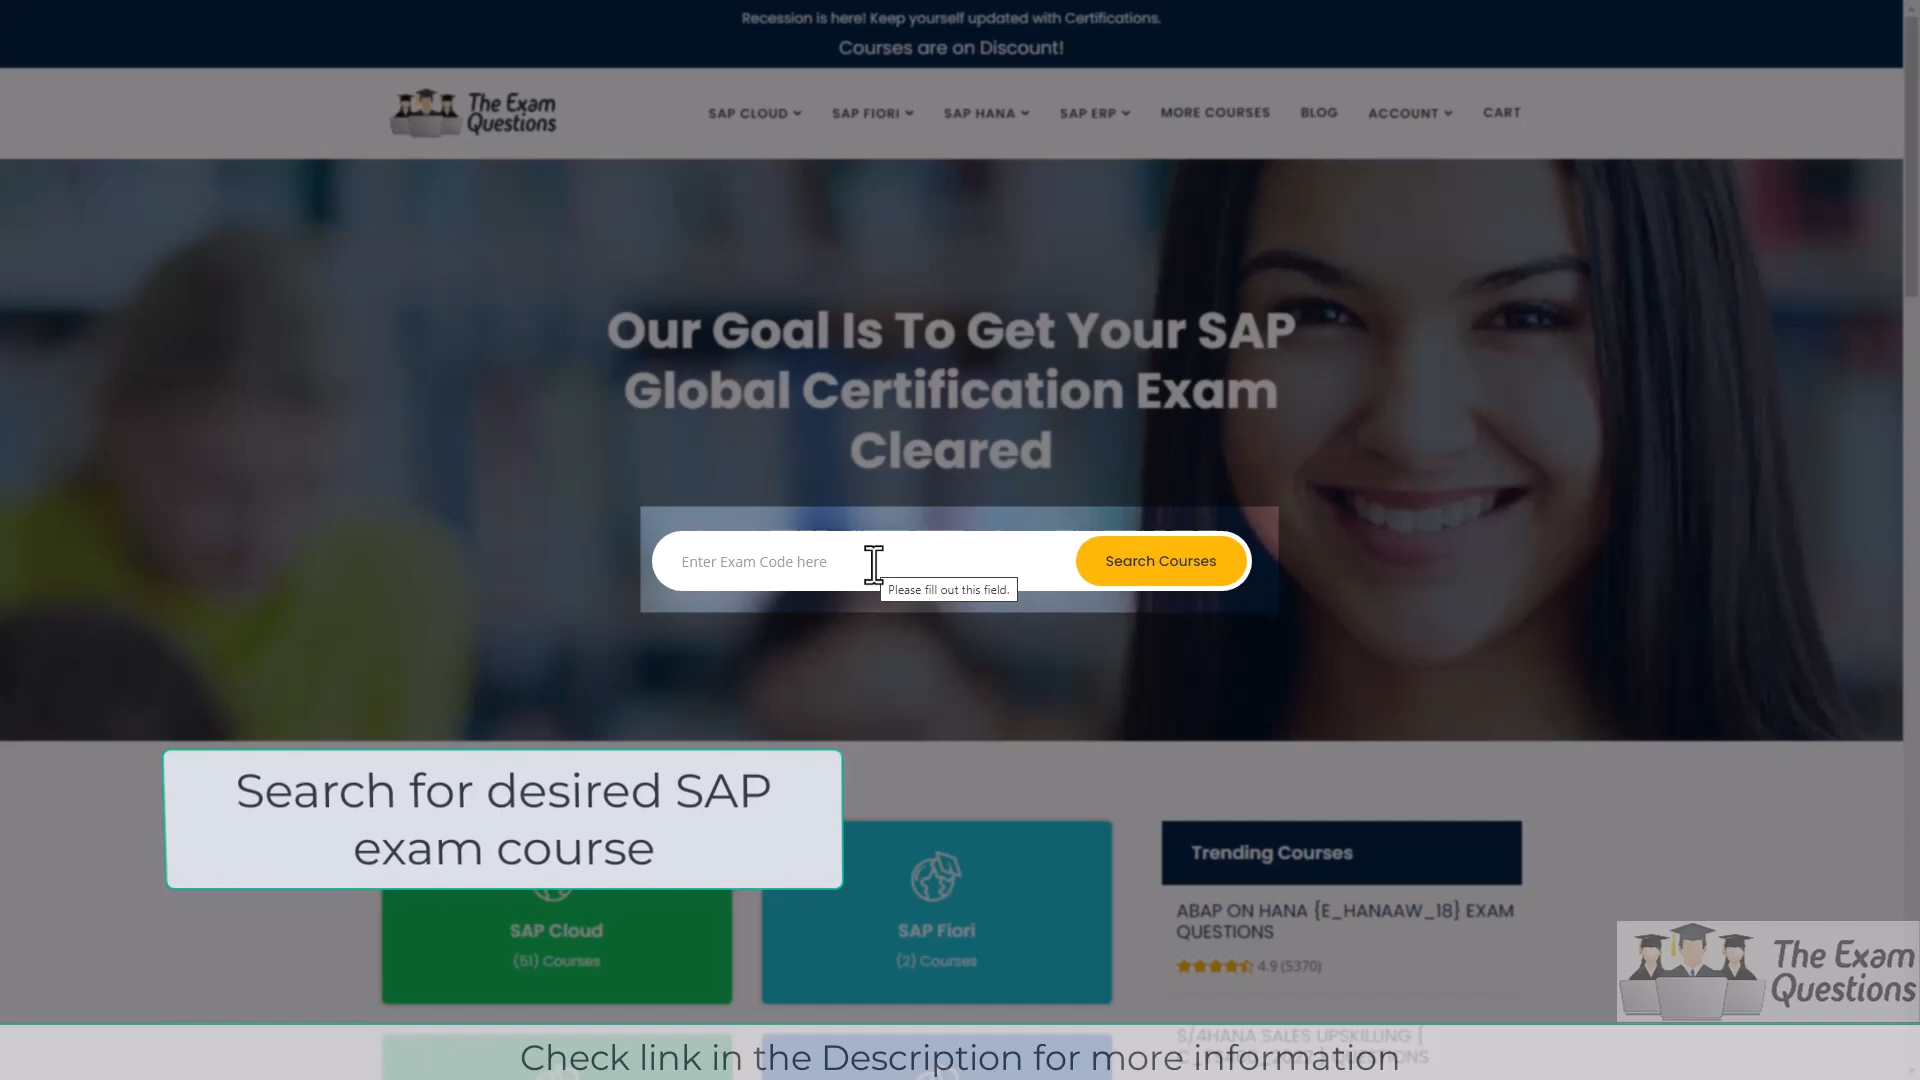 Recession is here! Keep yourself updated with Certifications.
Courses are on Discount!
The Exam
Questions
SAP CLOUD
SAP FIORI
SAP HANA
SAP ERP
MORE COURSES
BLOG
ACCOUNT
CART
Our Goal Is To Get Your SAP
Global Certification Exam
Cleared
Enter Exam Code here
Search Courses
Please fill out this field.
Search for desired SAP
exam course
SAP Cloud
(51) Courses
SAP Fiori
(2) Courses
Trending Courses
ABAP ON HANA {E_HANAAW_18} EXAM
QUESTIONS
4.9 (5370)
The Exam
Questions
S/4HANA SALES UPSKILLING {
Check link in the Description for more information